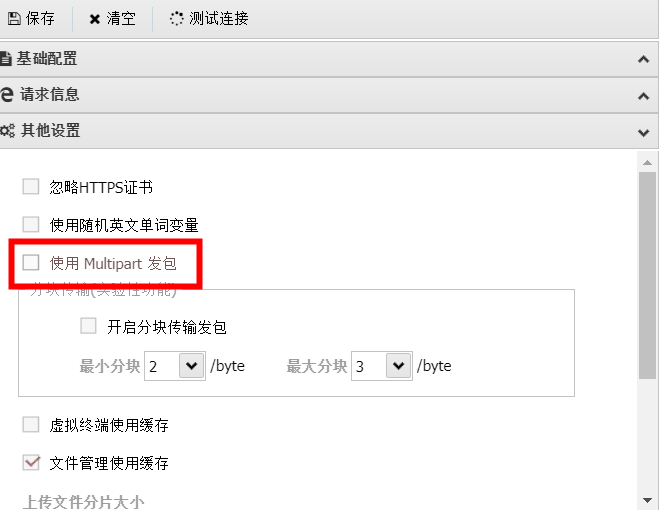 保存 清空 测试连接
基础配置
请求信息
其他设置
忽略HTTPS证书
使用随机英文单词变量
使用 Multipart 发包
分块传输(实验性功能)
开启分块传输发包
最小分块 2 /byte 最大分块 3 /byte
虚拟终端使用缓存
文件管理使用缓存
上传文件分片大小